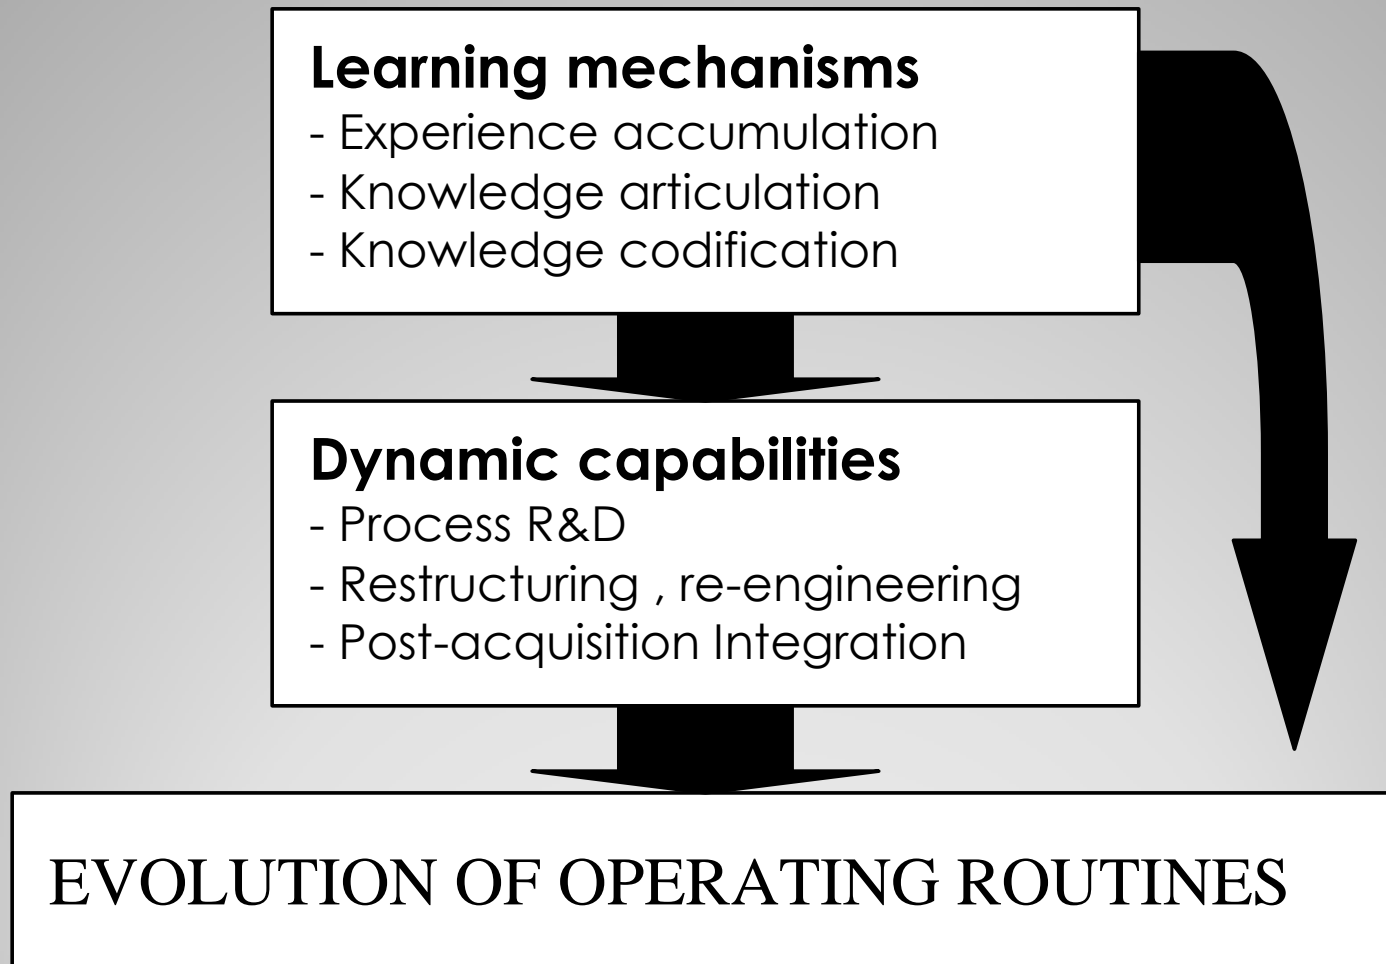 Learning mechanisms
- Experience accumulation
- Knowledge articulation
- Knowledge codification
Dynamic capabilities
- Process R&D
- Restructuring , re-engineering
- Post-acquisition Integration
EVOLUTION OF OPERATING ROUTINES